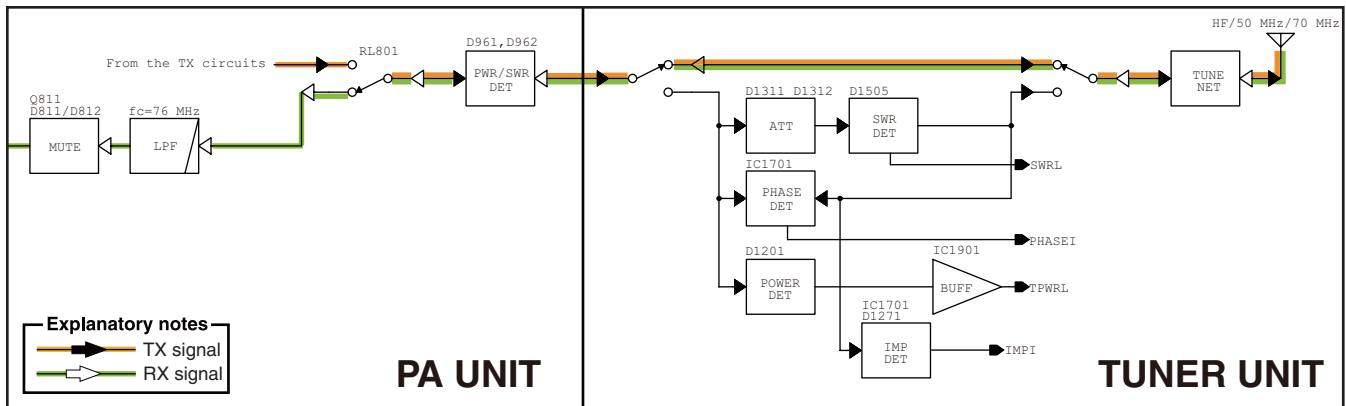 HF/50 MHz/70 MHz
D961,D962
RL801
From the TX circuits
PWR/SWR
DET
TUNE
NET
Q811
D811/D812
fc=76 MHz
MUTE
LPF
D1311 D1312
D1505
ATT
SWR
DET
SWRL
IC1701
PHASE
DET
PHASEI
D1201
IC1901
POWER
DET
BUFF
TPWRL
IC1701
D1271
IMP
DET
IMPI
Explanatory notes
TX signal
RX signal
PA UNIT
TUNER UNIT